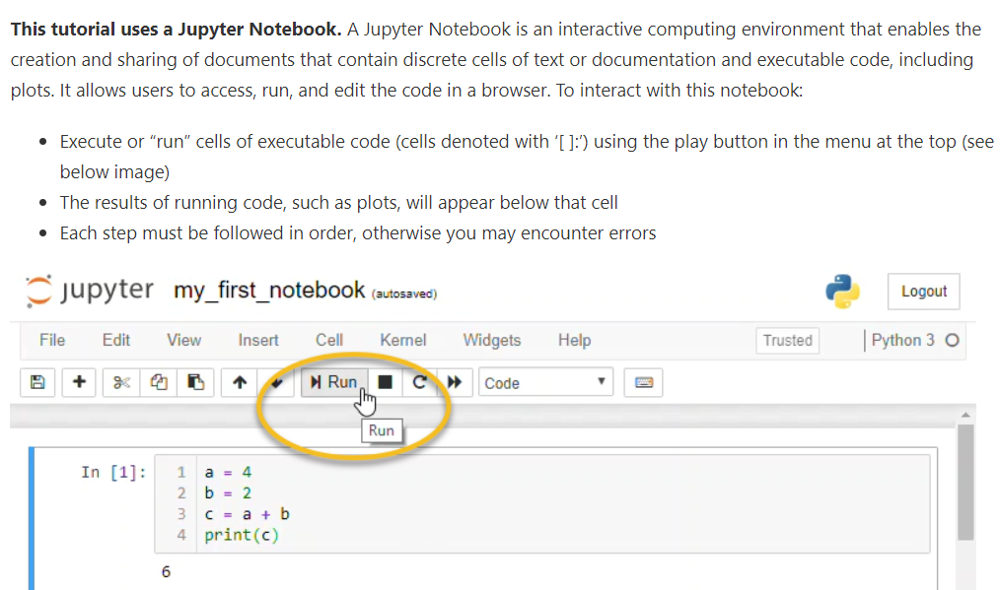 This tutorial uses a Jupyter Notebook. A Jupyter Notebook is an interactive computing environment that enables the
creation and sharing of documents that contain discrete cells of text or documentation and executable code, including
plots. It allows users to access, run, and edit the code in a browser. To interact with this notebook:
• Execute or “run” cells of executable code (cells denoted with ‘[ ]:’) using the play button in the menu at the top (see
below image)
• The results of running code, such as plots, will appear below that cell
• Each step must be followed in order, otherwise you may encounter errors
jupyter my_first_notebook (autosaved) Logout
File Edit View Insert Cell Kernel Widgets Help Trusted Python 3
Run Code
Run
In [1]: 1 a = 4
2 b = 2
3 c = a + b
4 print(c)
6